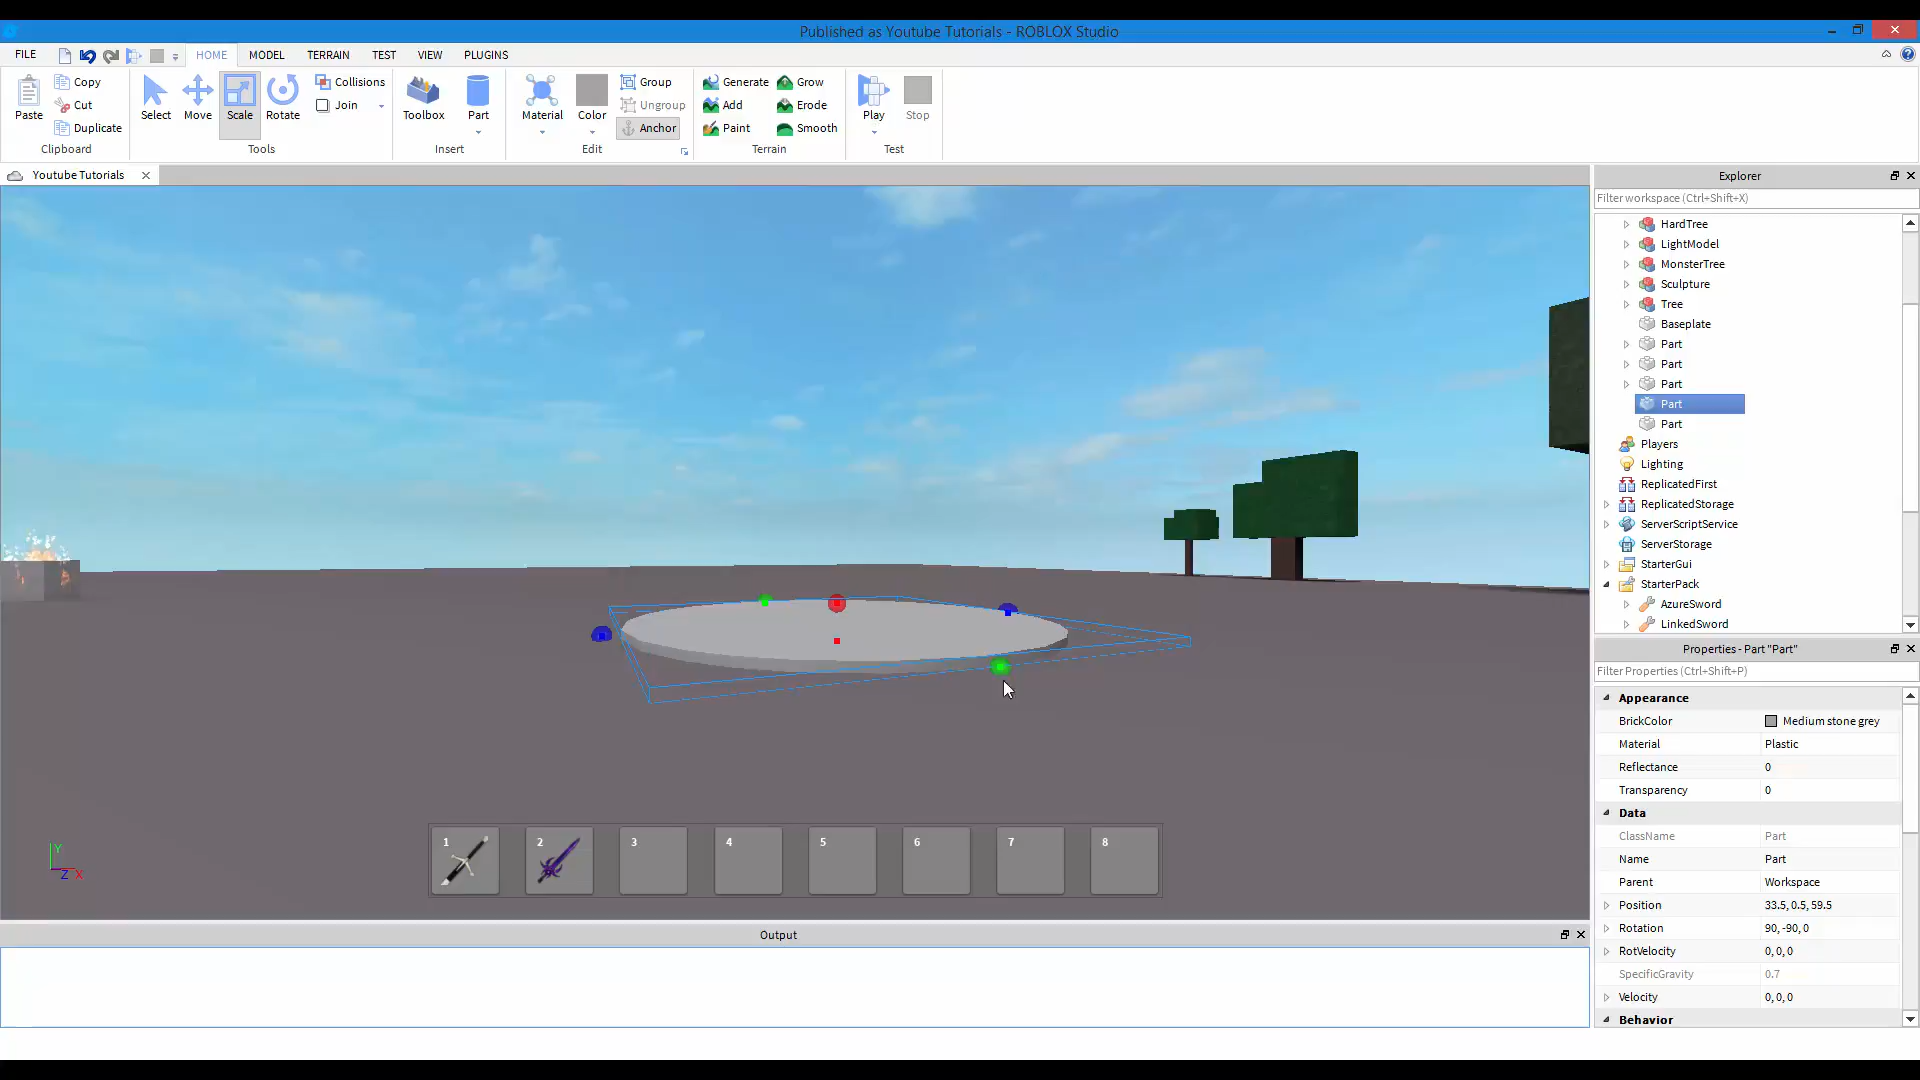 Published as Youtube Tutorials - ROBLOX Studio
FILE HOME MODEL TERRAIN TEST VIEW PLUGINS
Paste
Copy
Cut
Duplicate
Clipboard
Select
Move
Scale
Rotate
Collisions
Join
Tools
Toolbox
Part
Insert
Material
Color
Group
Ungroup
Anchor
Edit
Generate
Add
Paint
Grow
Erode
Smooth
Terrain
Play
Stop
Test
Youtube Tutorials
Explorer
Filter workspace (Ctrl+Shift+X)
HardTree
LightModel
MonsterTree
Sculpture
Tree
Baseplate
Part
Part
Part
Part
Part
Players
Lighting
ReplicatedFirst
ReplicatedStorage
ServerScriptService
ServerStorage
StarterGui
StarterPack
AzureSword
LinkedSword
Properties - Part "Part"
Filter Properties (Ctrl+Shift+P)
Appearance
BrickColor Medium stone grey
Material Plastic
Reflectance 0
Transparency 0
Data
ClassName Part
Name Part
Parent Workspace
Position 33.5, 0.5, 59.5
Rotation 90, -90, 0
RotVelocity 0, 0, 0
SpecificGravity 0.7
Velocity 0, 0, 0
Behavior
Y
Z X
1 2 3 4 5 6 7 8
Output